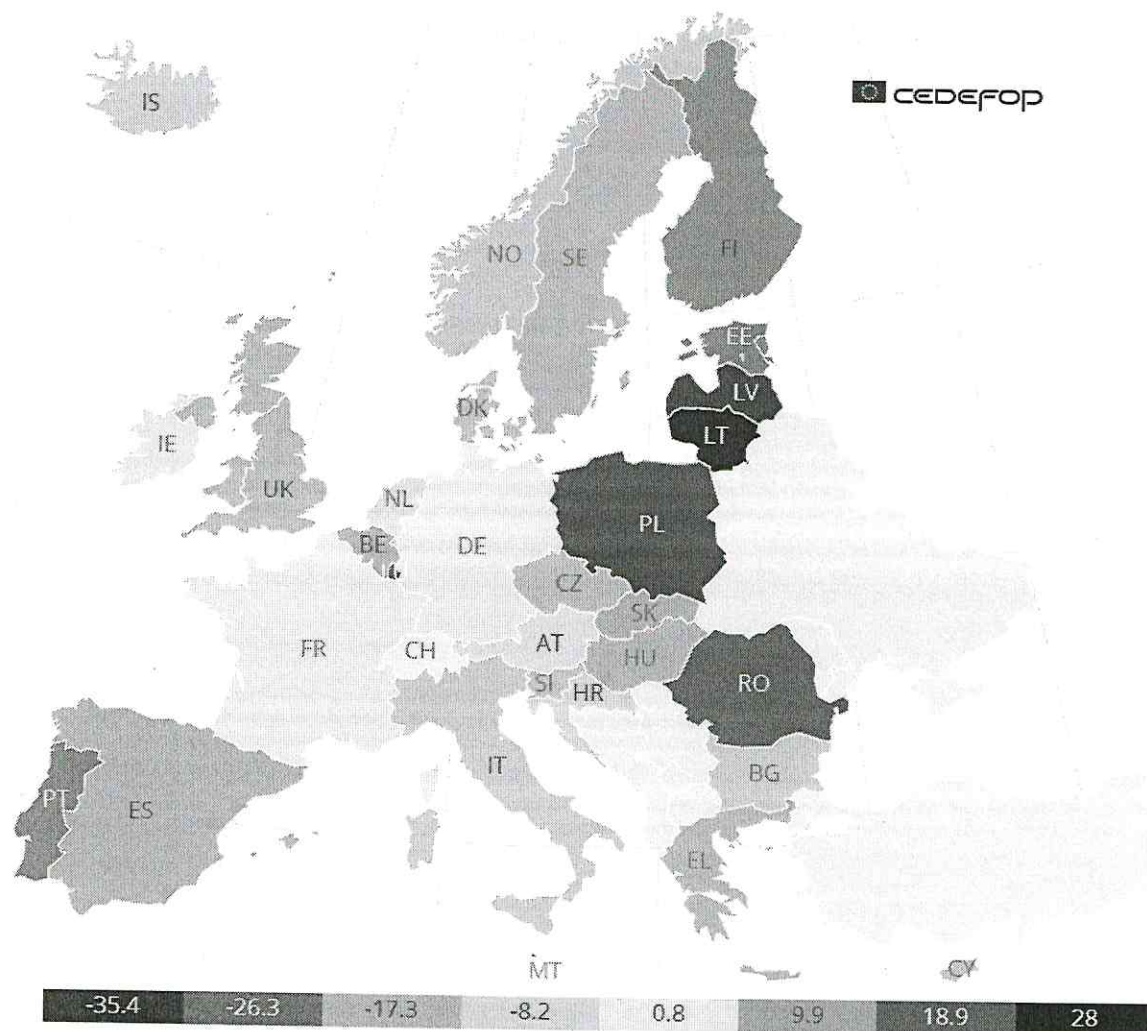 IS
CEDEFOP
NO
SE
FI
EE
LV
DK
LT
IE
UK
NL
PL
BE
DE
CZ
SK
FR
CH
AT
HU
SI
HR
RO
IT
BG
PT
ES
EL
MT
CY
-35.4 -26.3 -17.3 -8.2 0.8 9.9 18.9 28